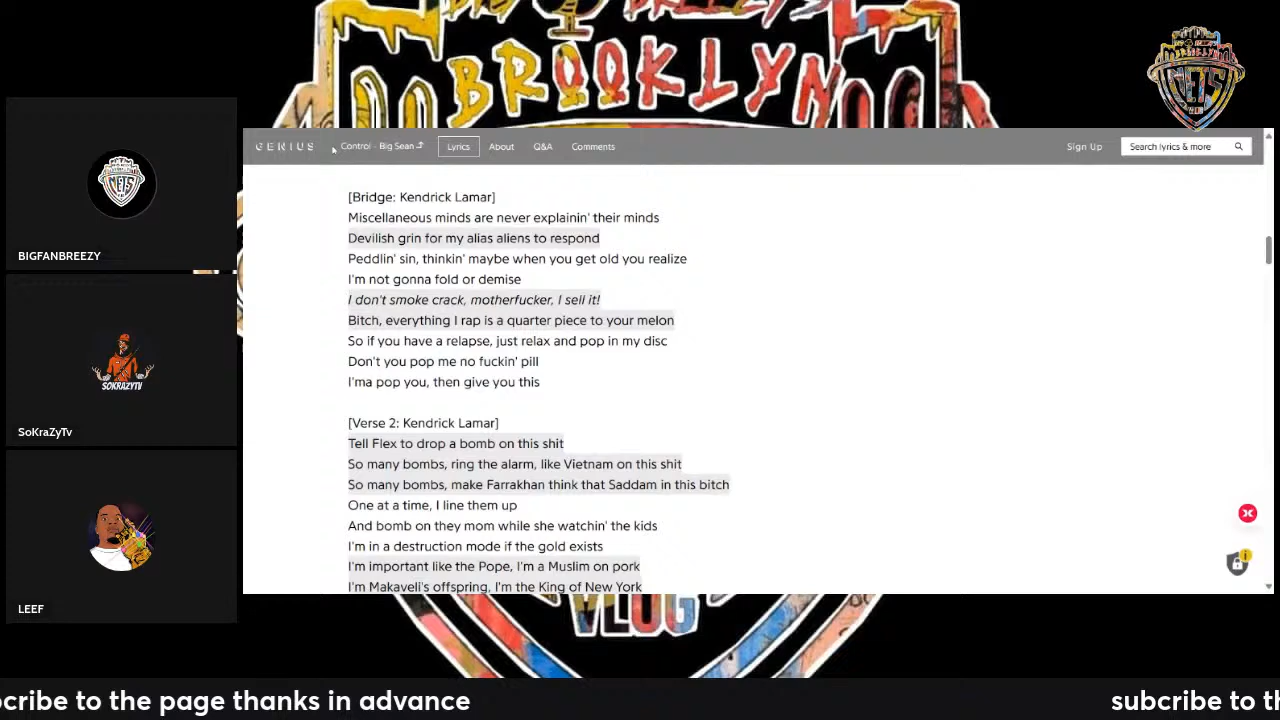 BROOKLYN
NETS
GENIUS
Control - Big Sean
Lyrics
About
Q&A
Comments
Sign Up
Search lyrics & more
[Bridge: Kendrick Lamar]
Miscellaneous minds are never explainin' their minds
Devilish grin for my alias aliens to respond
Peddlin' sin, thinkin' maybe when you get old you realize
I'm not gonna fold or demise
I don't smoke crack, motherfucker, I sell it!
Bitch, everything I rap is a quarter piece to your melon
So if you have a relapse, just relax and pop in my disc
Don't you pop me no fuckin' pill
I'ma pop you, then give you this
[Verse 2: Kendrick Lamar]
Tell Flex to drop a bomb on this shit
So many bombs, ring the alarm, like Vietnam on this shit
So many bombs, make Farrakhan think that Saddam in this bitch
One at a time, I line them up
And bomb on they mom while she watchin' the kids
I'm in a destruction mode if the gold exists
I'm important like the Pope, I'm a Muslim on pork
I'm Makaveli's offspring, I'm the King of New York
NETS
BIGFANBREEZY
SOKRAZYTV
SoKraZyTv
LEEF
VLOG
cribe to the page thanks in advance
subcribe to th